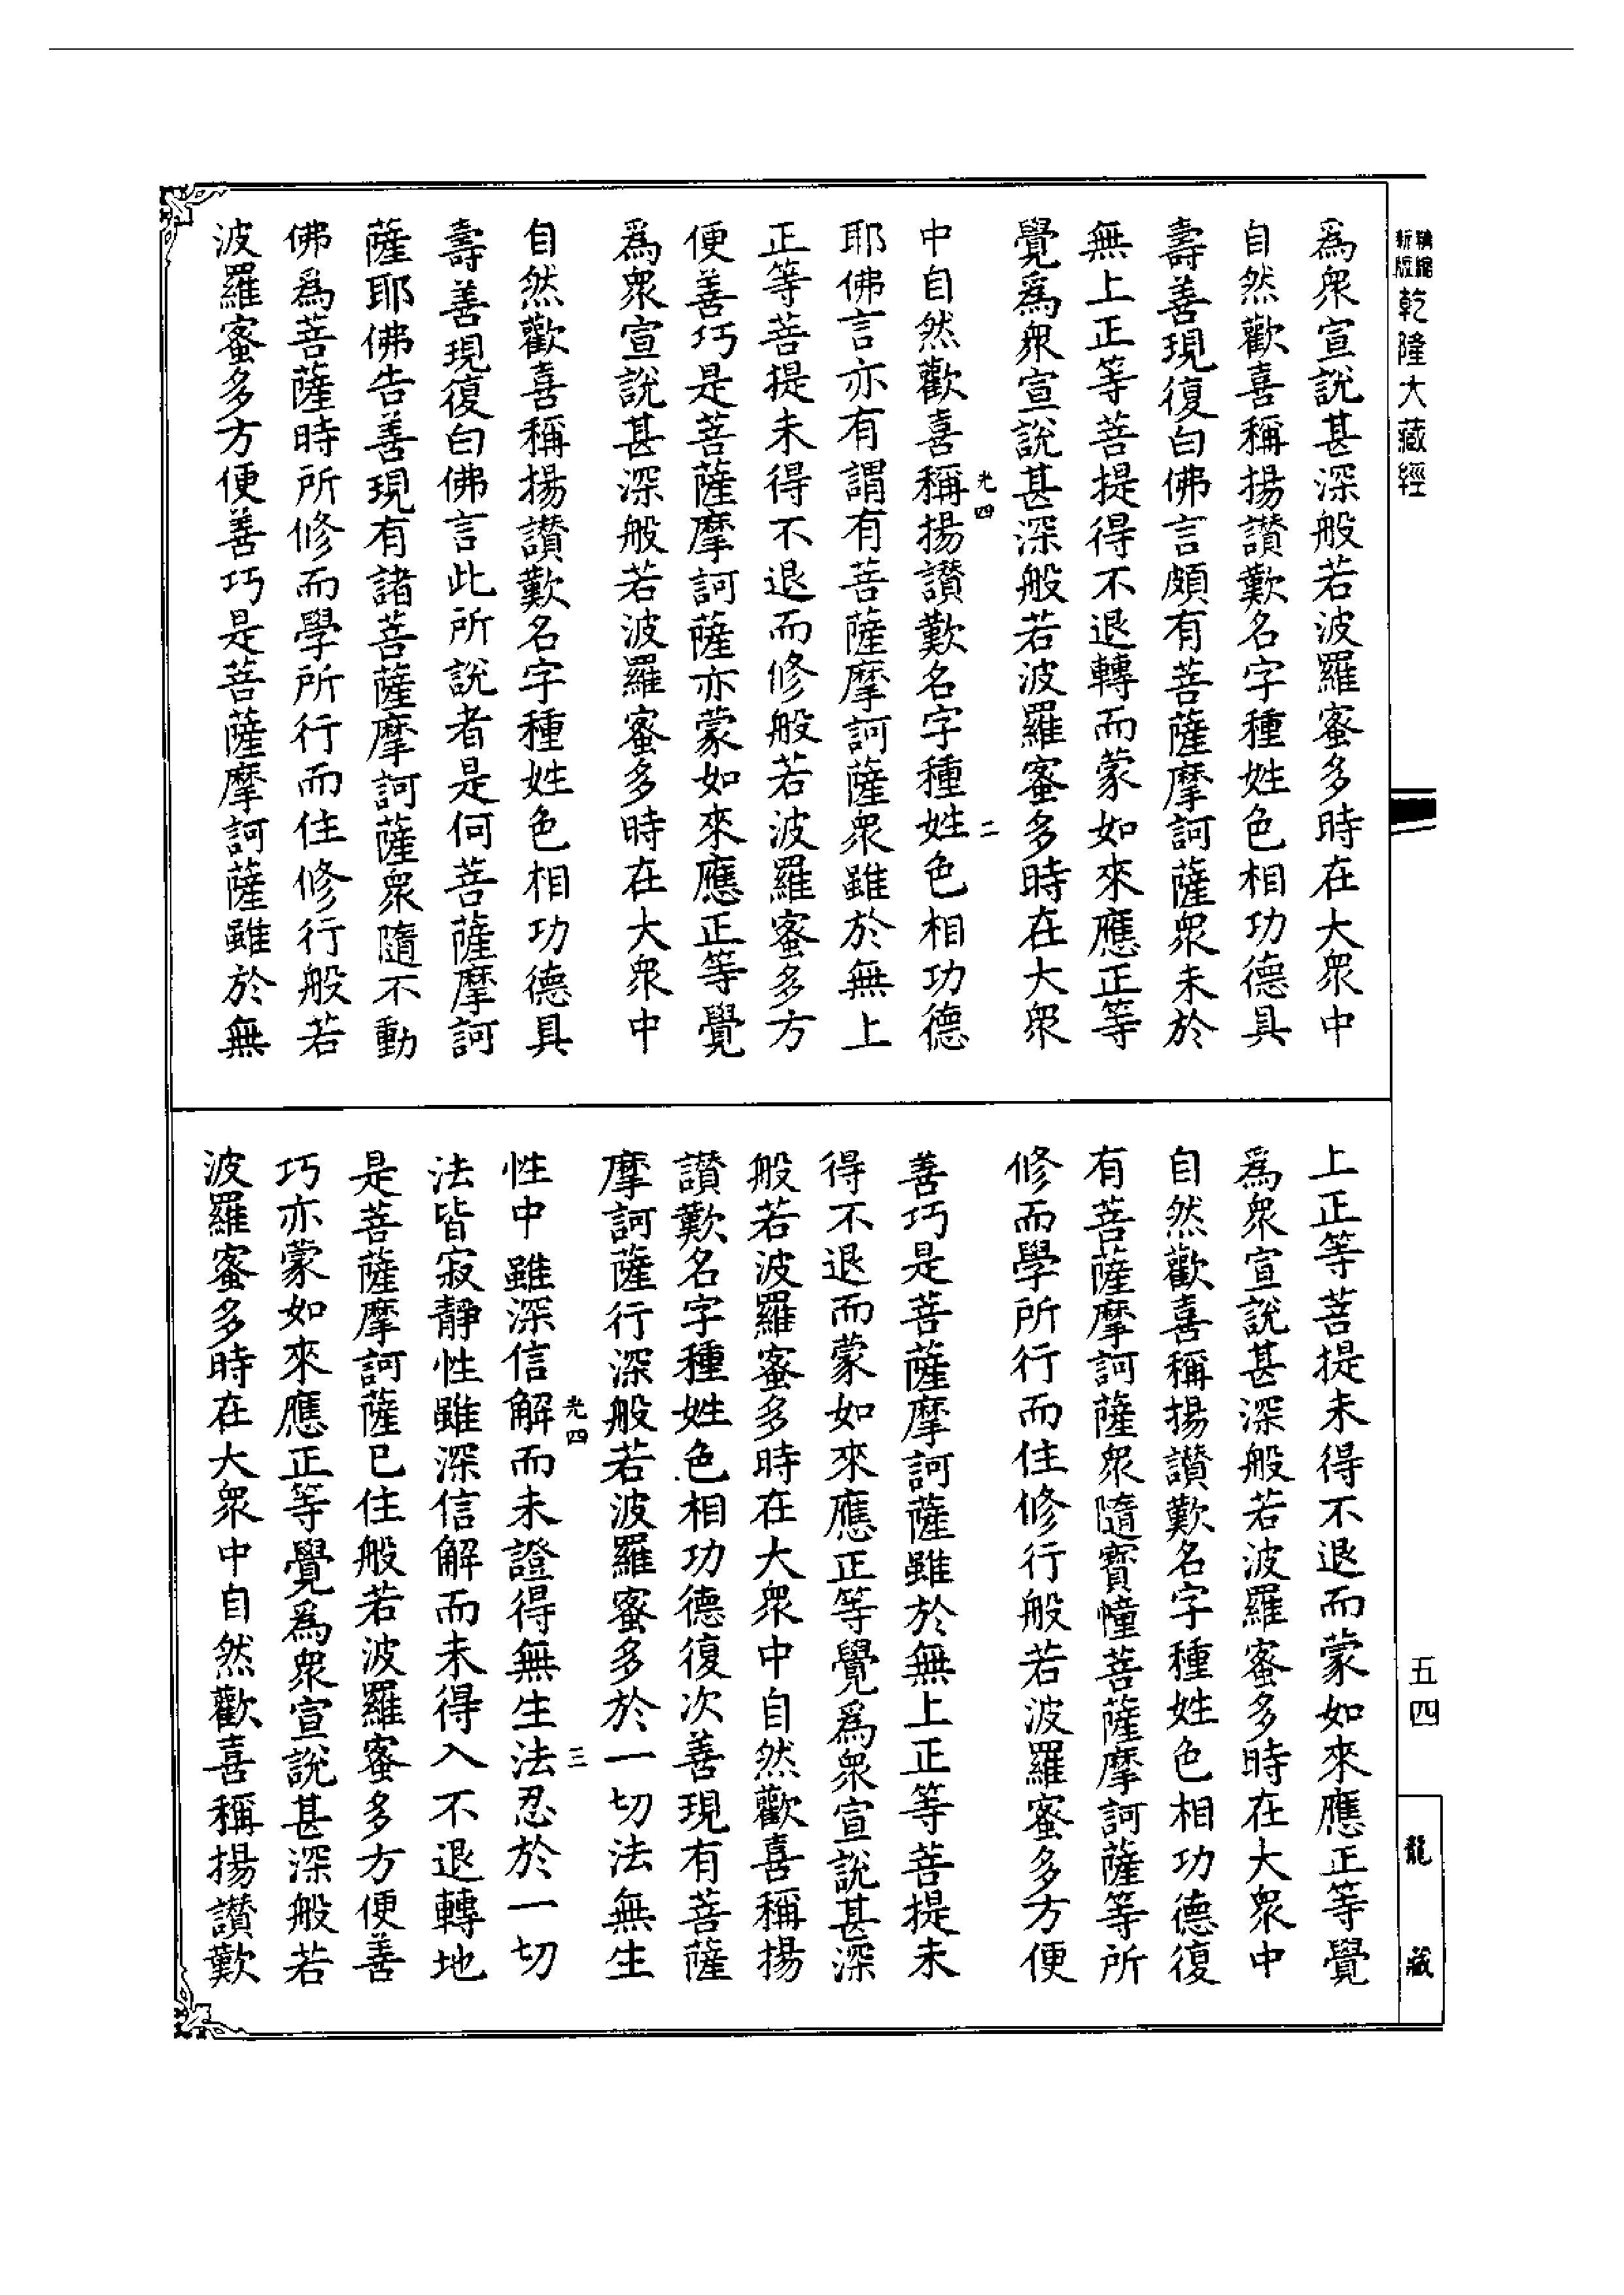 新版
精縮
乾隆大藏經
五四
龍藏
為衆宣說甚深般若波羅蜜多時在大衆中
自然歡喜稱揚讚歎名字種姓色相功德具
壽善現復白佛言頗有菩薩摩訶薩衆未於
無上正等菩提得不退轉而蒙如來應正等
覺為衆宣說甚深般若波羅蜜多時在大衆
光四
二
中自然歡喜稱揚讚歎名字種姓色相功德
耶佛言亦有謂有菩薩摩訶薩衆雖於無上
正等菩提未得不退而修般若波羅蜜多方
便善巧是菩薩摩訶薩亦蒙如來應正等覺
為衆宣說甚深般若波羅蜜多時在大衆中
自然歡喜稱揚讚歎名字種姓色相功德具
壽善現復白佛言此所說者是何菩薩摩訶
薩耶佛告善現有諸菩薩摩訶薩衆隨不動
佛為菩薩時所修而學所行而住修行般若
波羅蜜多方便善巧是菩薩摩訶薩雖於無
上正等菩提未得不退而蒙如來應正等覺
為衆宣說甚深般若波羅蜜多時在大衆中
自然歡喜稱揚讚歎名字種姓色相功德復
有菩薩摩訶薩衆隨寶幢菩薩摩訶薩等所
修而學所行而住修行般若波羅蜜多方便
善巧是菩薩摩訶薩雖於無上正等菩提未
得不退而蒙如來應正等覺為衆宣說甚深
般若波羅蜜多時在大衆中自然歡喜稱揚
讚歎名字種姓色相功德復次善現有菩薩
摩訶薩行深般若波羅蜜多於一切法無生
光四
三
性中雖深信解而未證得無生法忍於一切
法皆寂靜性雖深信解而未得入不退轉地
是菩薩摩訶薩已住般若波羅蜜多方便善
巧亦蒙如來應正等覺為衆宣說甚深般若
波羅蜜多時在大衆中自然歡喜稱揚讚歎